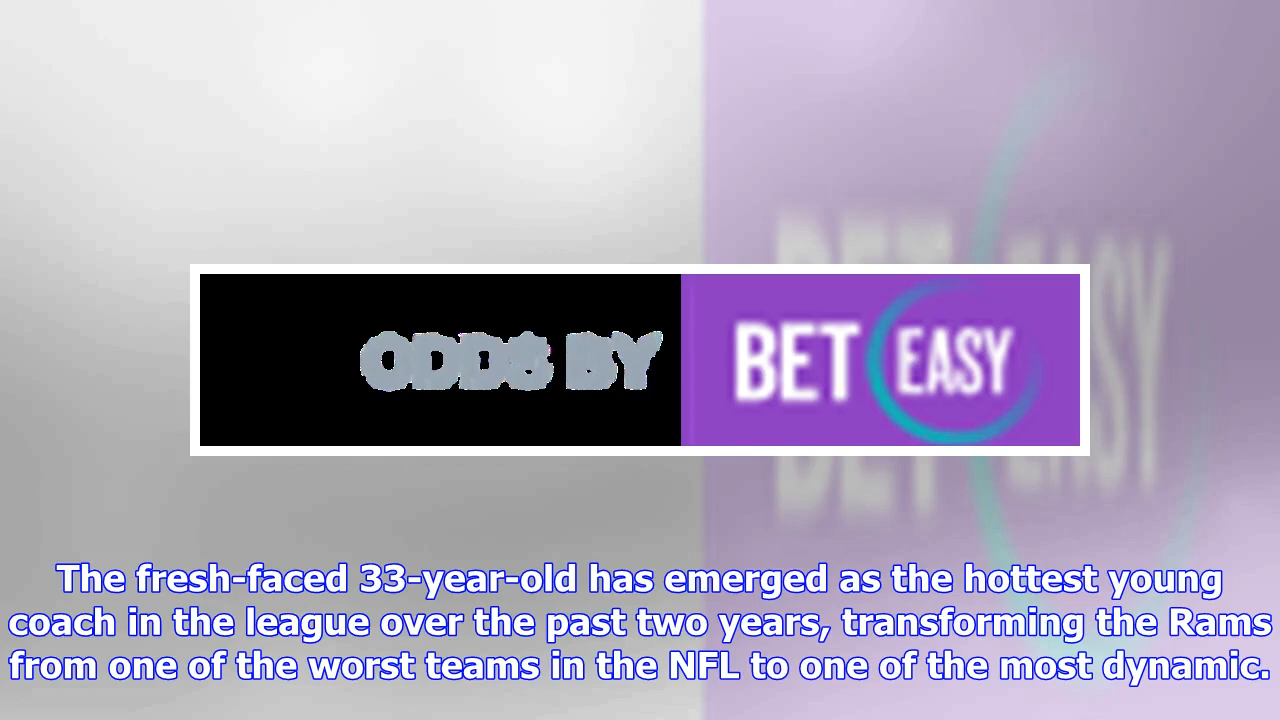 ODDS BY BET EASY
The fresh-faced 33-year-old has emerged as the hottest young
coach in the league over the past two years, transforming the Rams
from one of the worst teams in the NFL to one of the most dynamic.